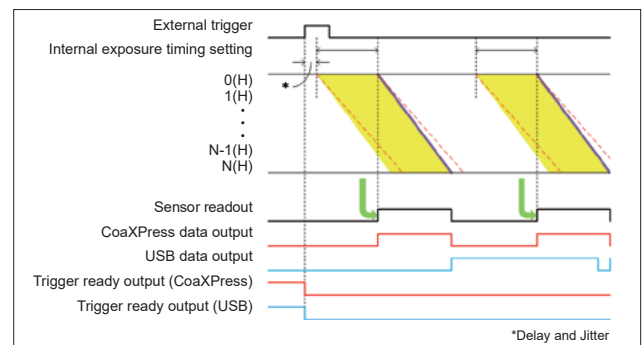 External trigger
Internal exposure timing setting
*
0(H)
1(H)
•
•
•
N-1(H)
N(H)
Sensor readout
CoaXPress data output
USB data output
Trigger ready output (CoaXPress)
Trigger ready output (USB)
*Delay and Jitter